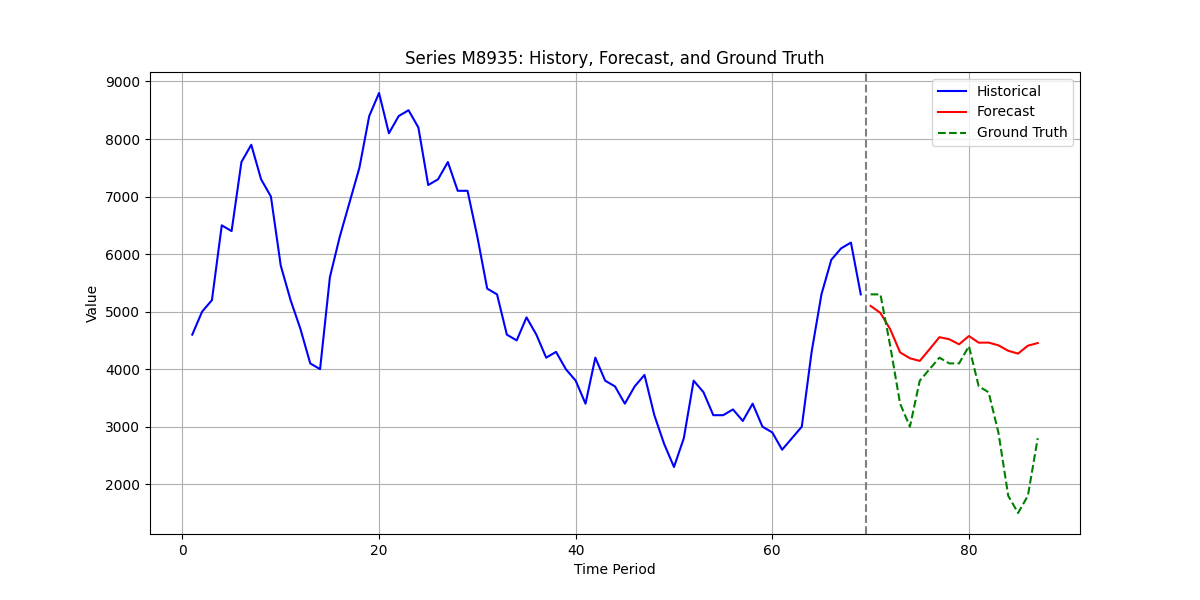 Series M8935: History, Forecast, and Ground Truth
9000
8000
7000
6000
5000
4000
3000
2000
Value
0
20
40
60
80
Time Period
Historical
Forecast
Ground Truth